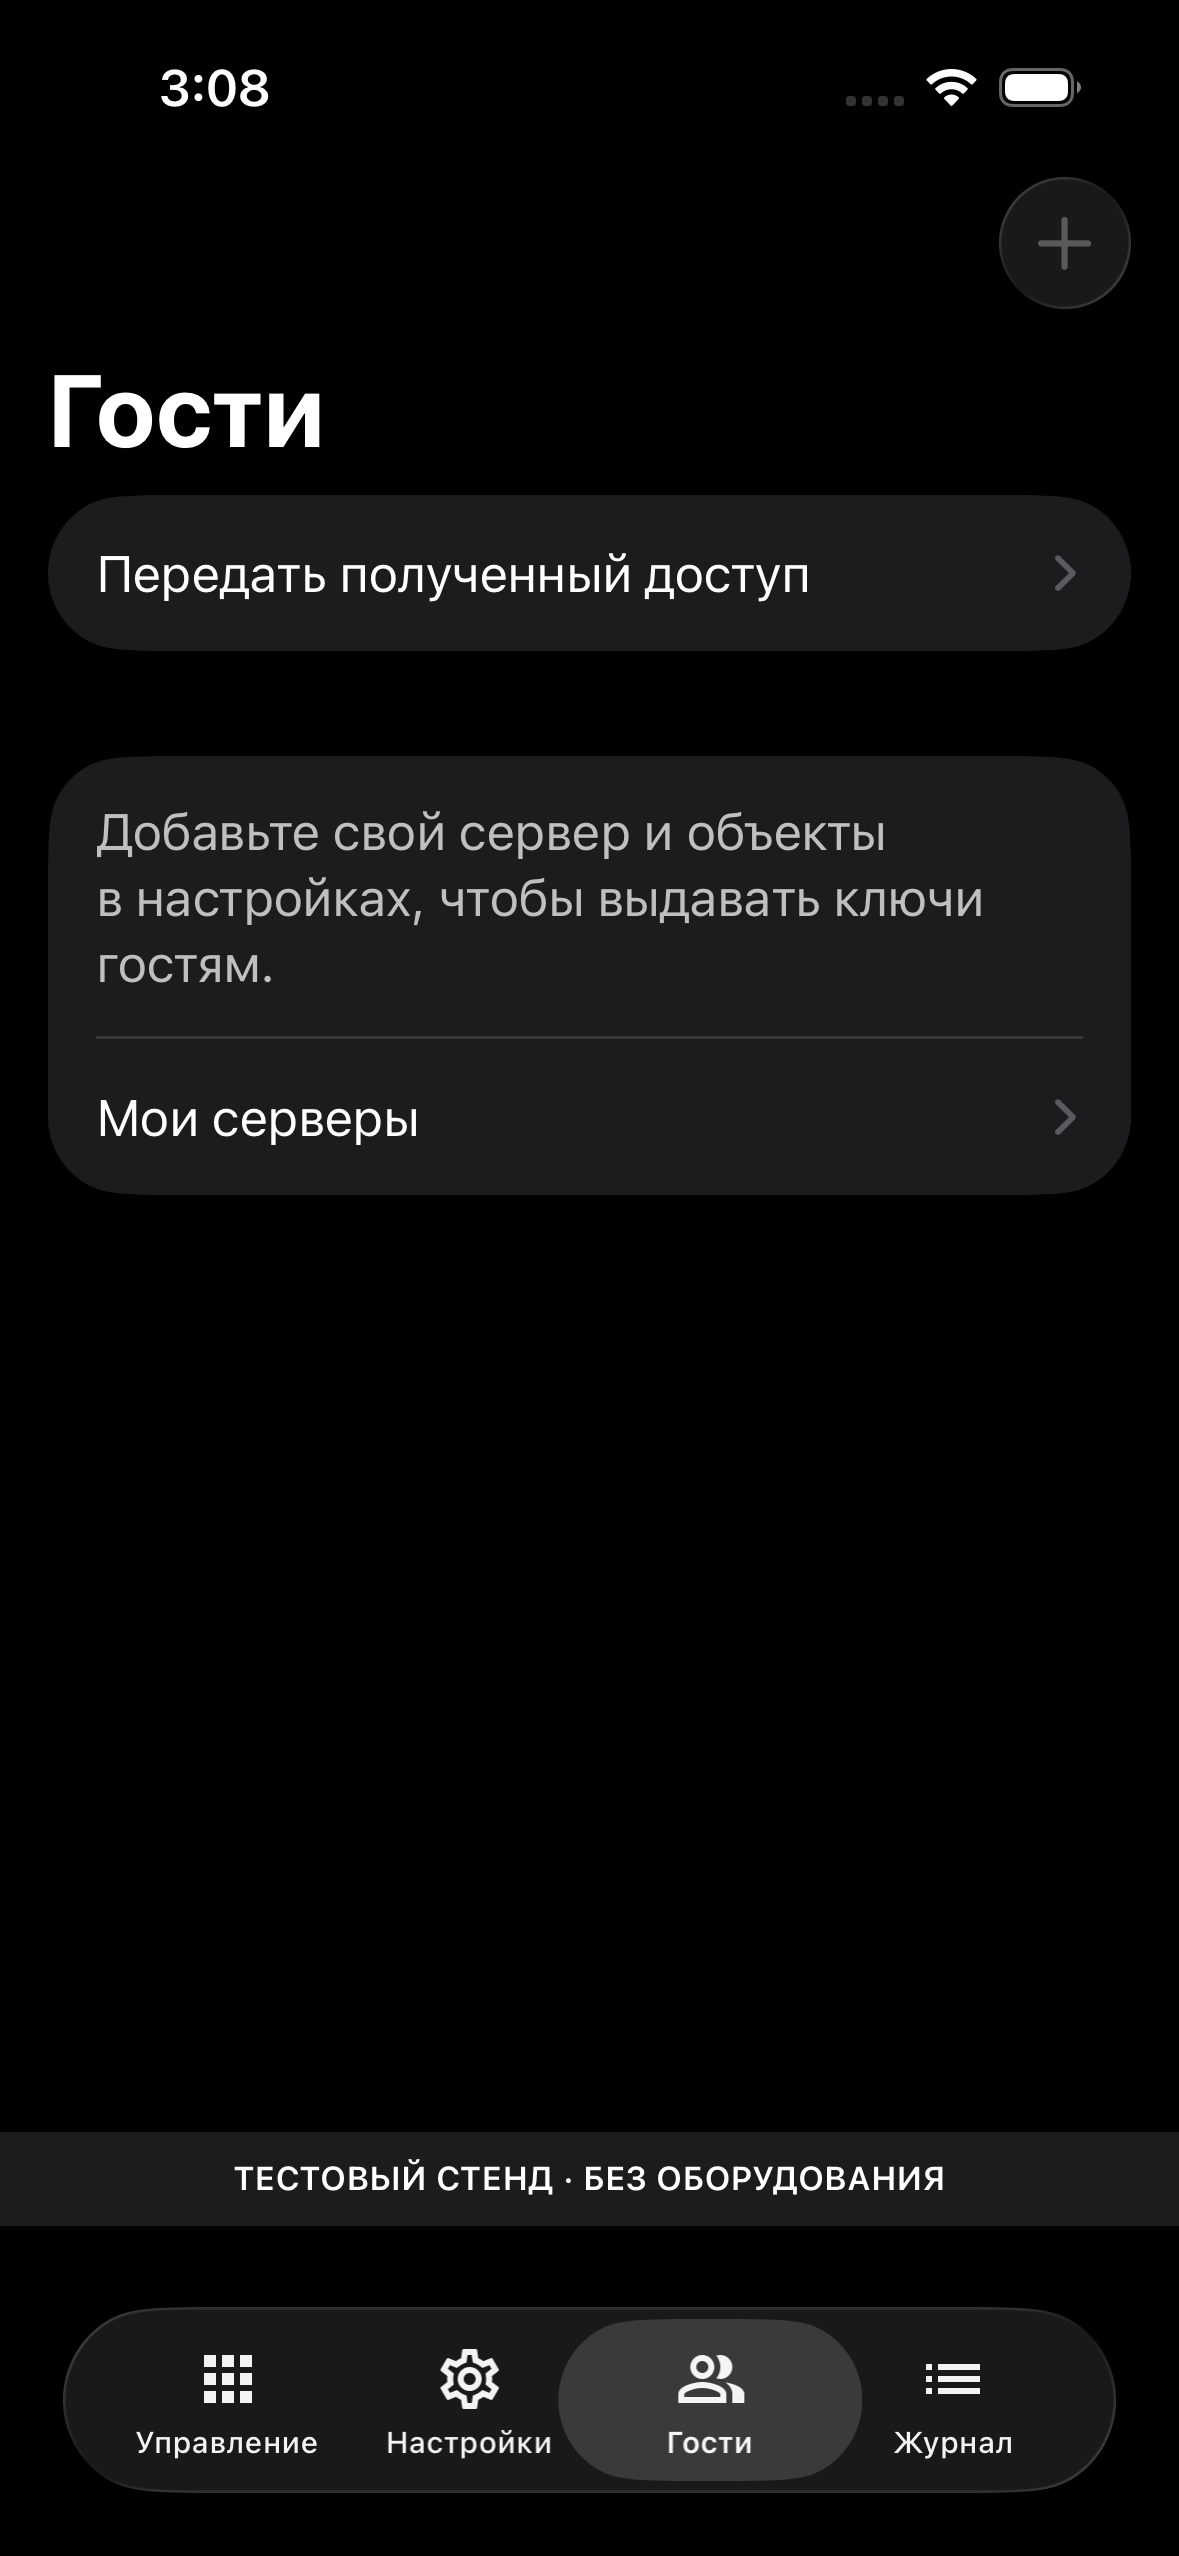 3:08
Гости
Передать полученный доступ
Добавьте свой сервер и объекты
в настройках, чтобы выдавать ключи
гостям.
Мои серверы
ТЕСТОВЫЙ СТЕНД · БЕЗ ОБОРУДОВАНИЯ
Управление
Настройки
Гости
Журнал